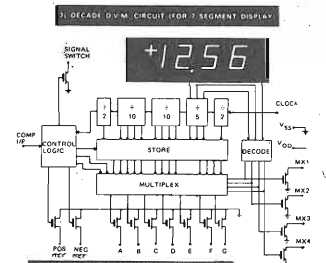 DECADE D.V.M. CIRCUIT (FOR 7 SEGMENT DISPLAY)
+12.56
SIGNAL SWITCH
÷ 2
÷ 10
÷ 10
÷ 5
÷ 2
CLOCK
COMP I/P
CONTROL LOGIC
STORE
DECODE
VSS
VDD
MULTIPLEX
MX1
MX2
MX3
MX4
POS REF
NEG REF
A B C D E F G